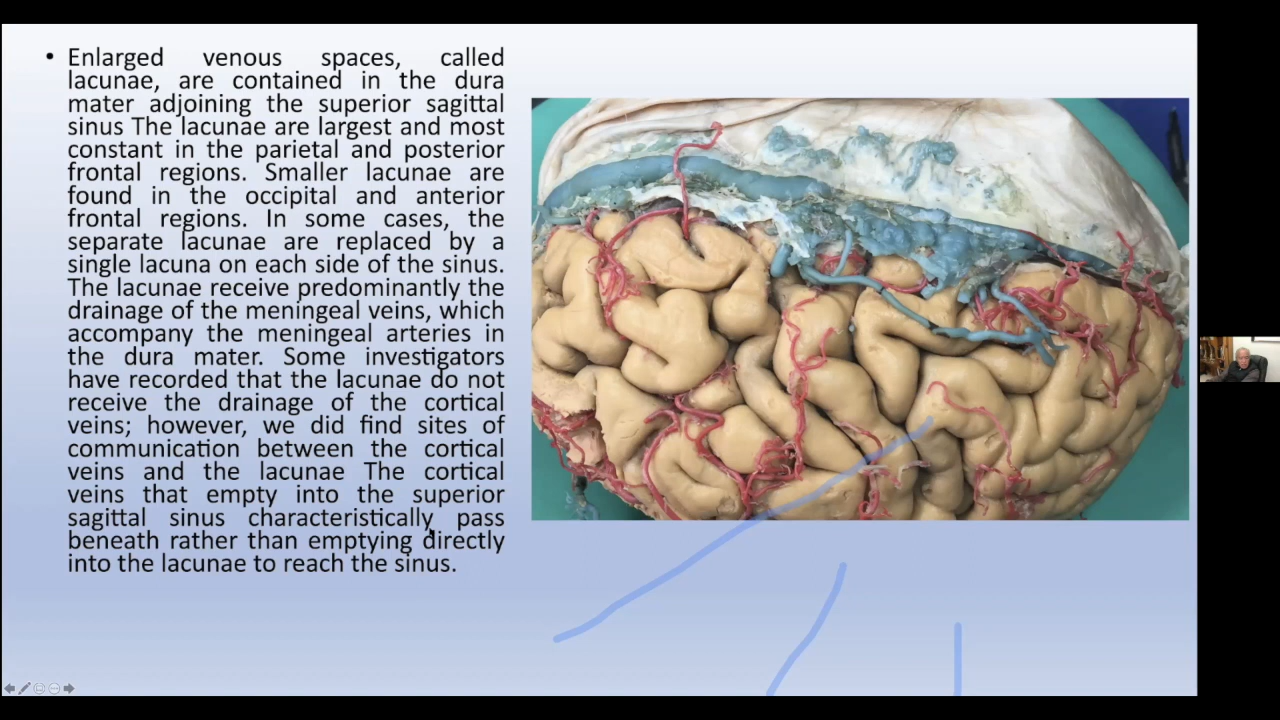 • Enlarged venous spaces, called
lacunae, are contained in the dura
mater adjoining the superior sagittal
sinus The lacunae are largest and most
constant in the parietal and posterior
frontal regions. Smaller lacunae are
found in the occipital and anterior
frontal regions. In some cases, the
separate lacunae are replaced by a
single lacuna on each side of the sinus.
The lacunae receive predominantly the
drainage of the meningeal veins, which
accompany the meningeal arteries in
the dura mater. Some investigators
have recorded that the lacunae do not
receive the drainage of the cortical
veins; however, we did find sites of
communication between the cortical
veins and the lacunae The cortical
veins that empty into the superior
sagittal sinus characteristically pass
beneath rather than emptying directly
into the lacunae to reach the sinus.